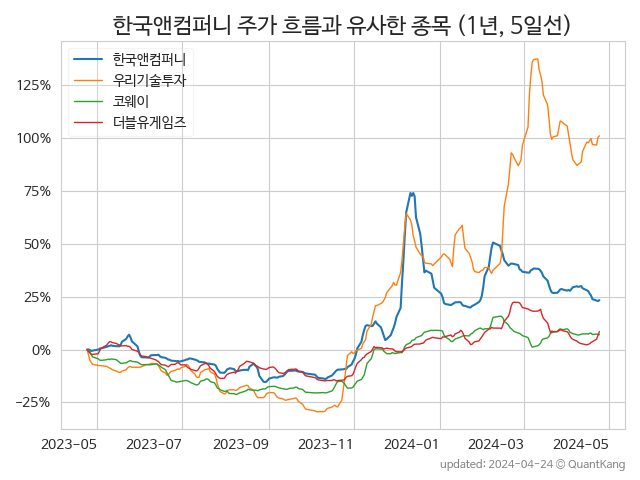 한국앤컴퍼니 주가 흐름과 유사한 종목 (1년, 5일선)
한국앤컴퍼니
우리기술투자
코웨이
더블유게임즈
125%
100%
75%
50%
25%
0%
−25%
2023-05
2023-07
2023-09
2023-11
2024-01
2024-03
2024-05
updated: 2024-04-24 © QuantKang